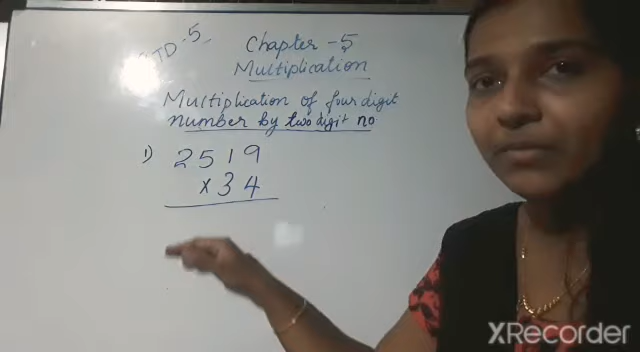 STD-5
Chapter-5
Multiplication
Multiplication of four digit
number by two digit no
1) 2519
x34
XRecorder